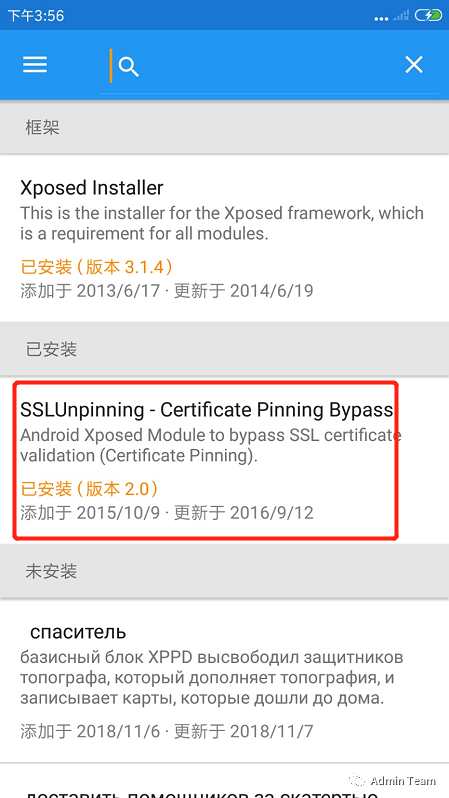 下午3:56
框架
Xposed Installer
This is the installer for the Xposed framework, which
is a requirement for all modules.
已安装 ( 版本 3.1.4 )
添加于 2013/6/17 · 更新于 2014/6/19
已安装
SSLUnpinning - Certificate Pinning Bypass
Android Xposed Module to bypass SSL certificate
validation (Certificate Pinning).
已安装 ( 版本 2.0 )
添加于 2015/10/9 · 更新于 2016/9/12
未安装
спаситель
базисный блок XPPD высвободил защитников
топографа, который дополняет топография, и
записывает карты, которые дошли до дома.
添加于 2018/11/6 · 更新于 2018/11/7
доставить помощников за скатертью
Admin Team